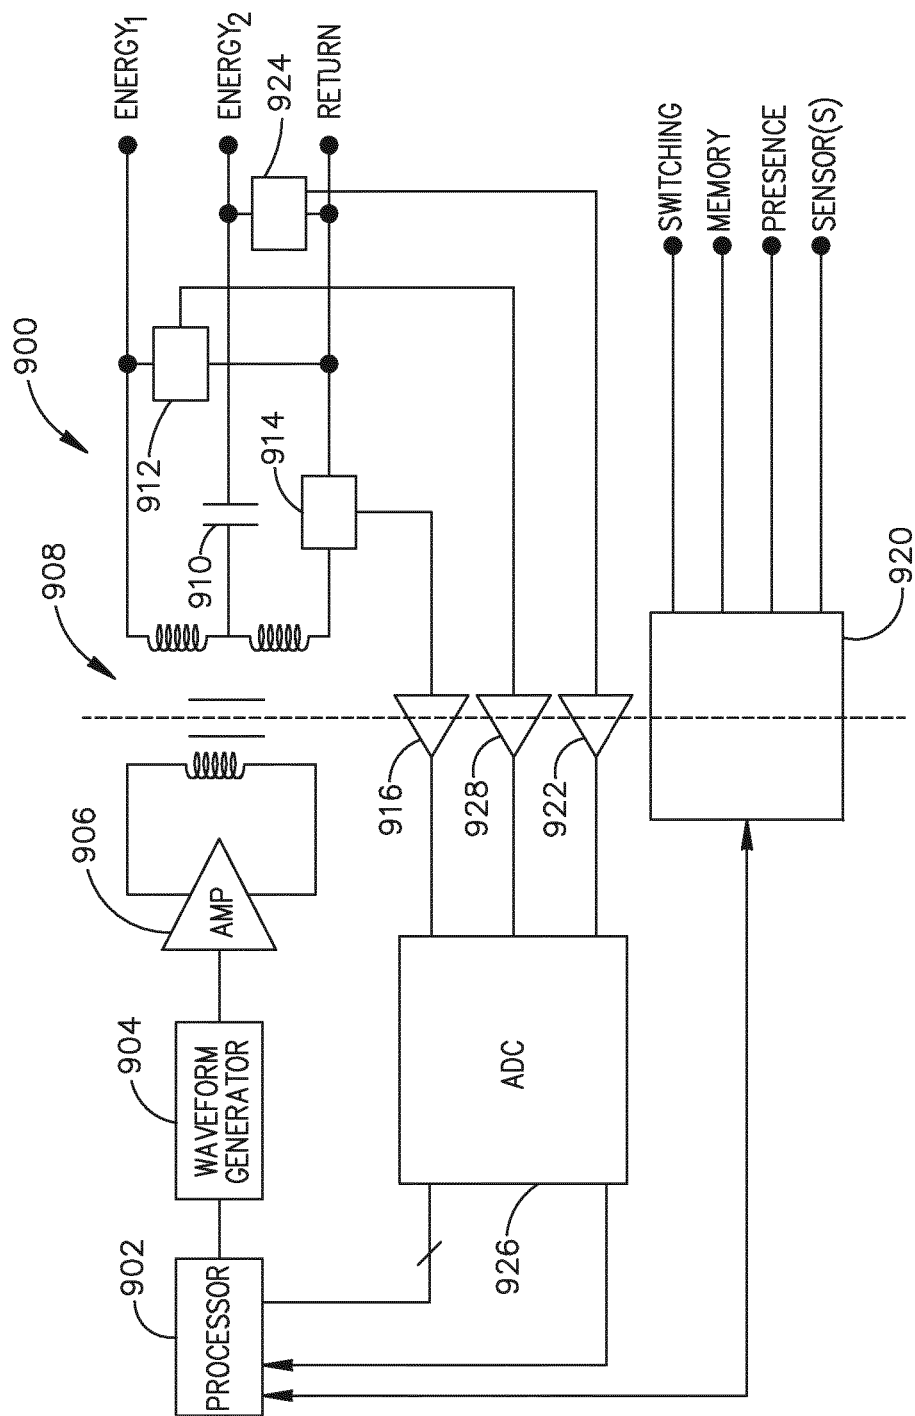 ENERGY1
ENERGY2
924
RETURN
900
912
914
910
908
SWITCHING
MEMORY
PRESENCE
SENSOR(S)
920
916
928
922
906
AMP
904
WAVEFORM
GENERATOR
ADC
926
902
PROCESSOR